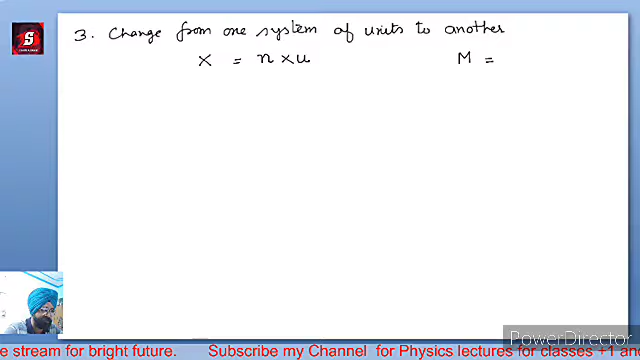 3. Change from one system of units to another
X = n × u M =
PowerDirector
e stream for bright future. Subscribe my Channel for Physics lectures for classes +1 and